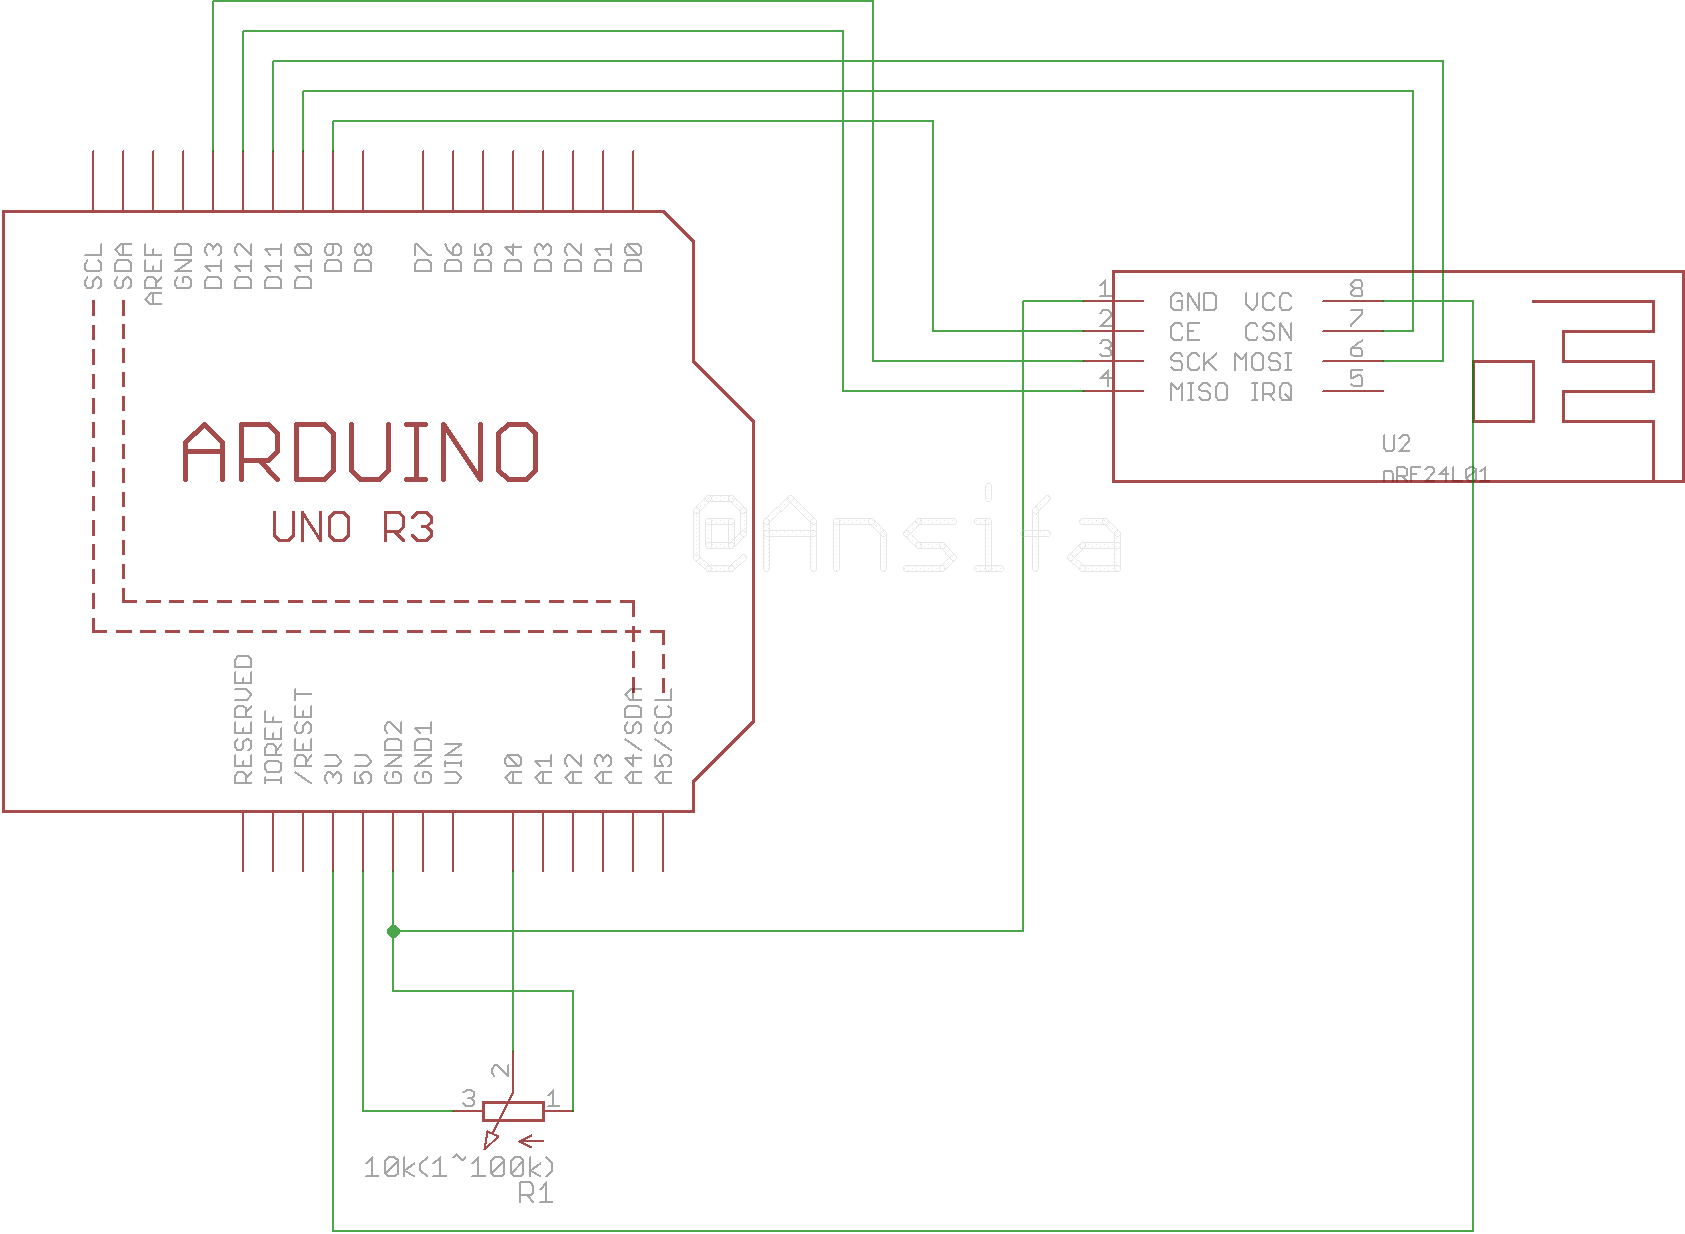 SCL
SDA
AREF
GND
D13
D12
D11
D10
D9
D8
D7
D6
D5
D4
D3
D2
D1
D0
ARDUINO
UNO R3
RESERVED
IOREF
/RESET
3V
5V
GND2
GND1
VIN
A0
A1
A2
A3
A4/SDA
A5/SCL
@Ansifa
1 GND VCC 8
2 CE CSN 7
3 SCK MOSI 6
4 MISO IRQ 5
U2
nRF24L01
2
3 1
10k(1~100k)
R1